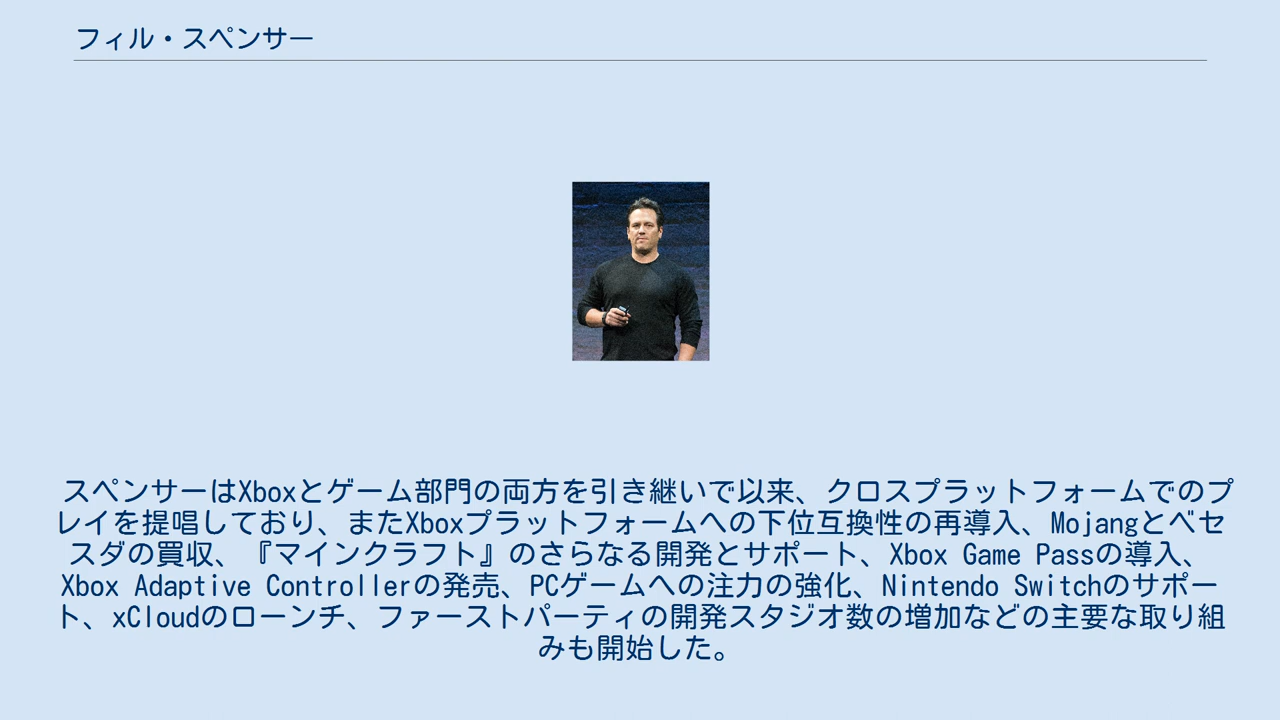 フィル・スペンサー
スペンサーはXboxとゲーム部門の両方を引き継いで以来、クロスプラットフォームでのプ
レイを提唱しており、またXboxプラットフォームへの下位互換性の再導入、Mojangとベセ
スダの買収、『マインクラフト』のさらなる開発とサポート、Xbox Game Passの導入、
Xbox Adaptive Controllerの発売、PCゲームへの注力の強化、Nintendo Switchのサポー
ト、xCloudのローンチ、ファーストパーティの開発スタジオ数の増加などの主要な取り組
みも開始した。